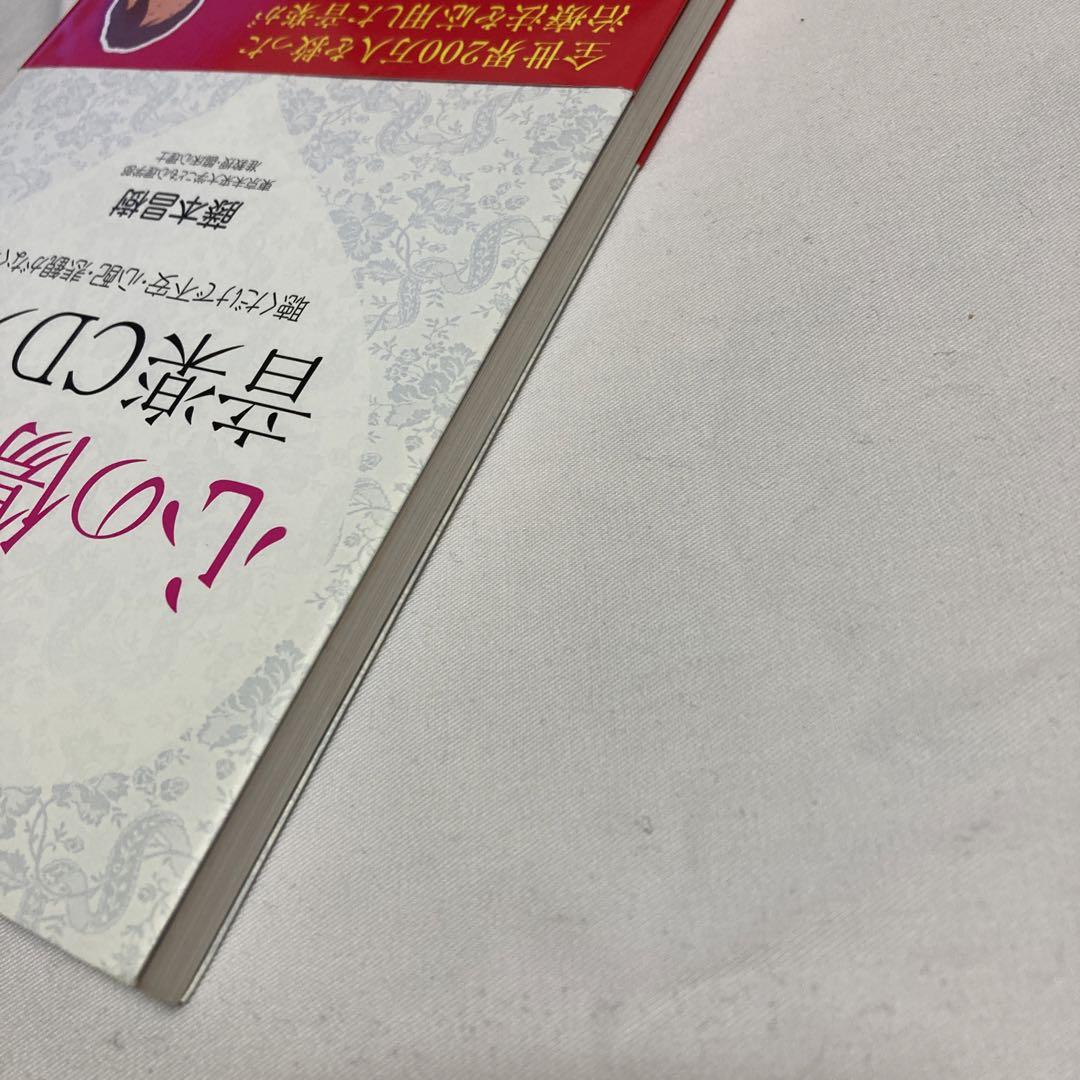 心の傷
音楽CD
聴くだけで不安・心配・悲観がなく
藤本昌樹
東京未来大学こども心理学部
准教授・臨床心理士
全世界200万人を救った
治療法を応用した音楽が